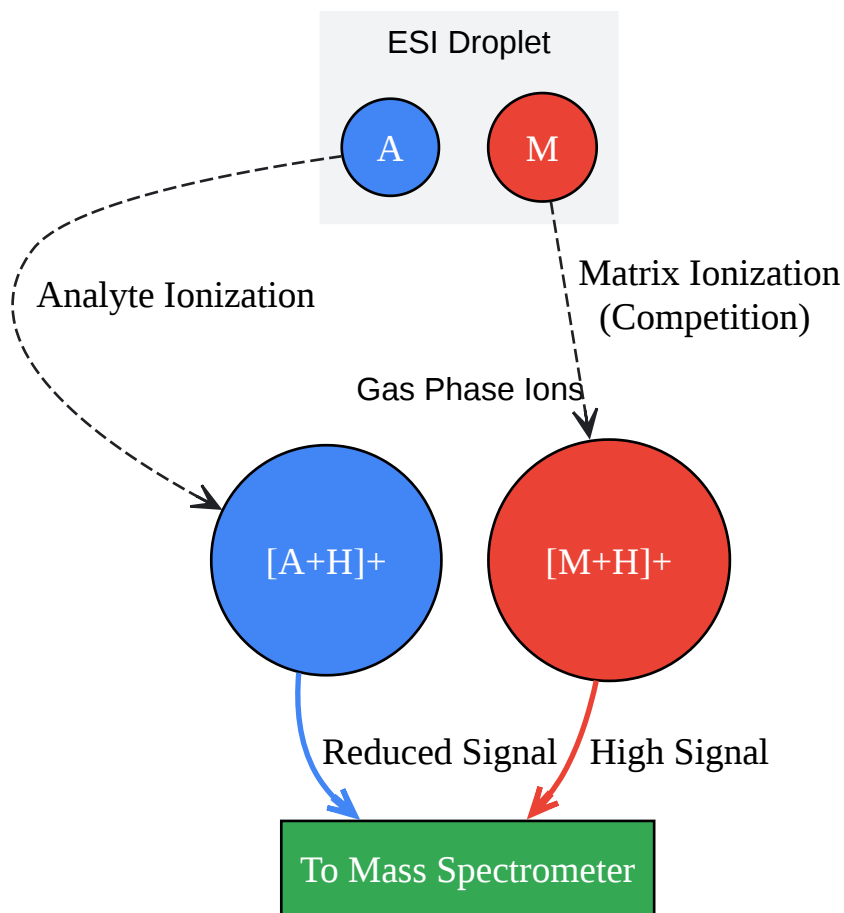 ESI Droplet
A
M
Matrix Ionization
(Competition)
Analyte Ionization
Gas Phase Ions
[A+H]+
[M+H]+
Reduced Signal
High Signal
To Mass Spectrometer